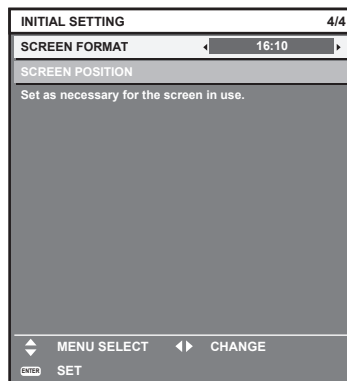 INITIAL SETTING 4/4
SCREEN FORMAT 16:10
SCREEN POSITION
Set as necessary for the screen in use.
MENU SELECT CHANGE
ENTER SET